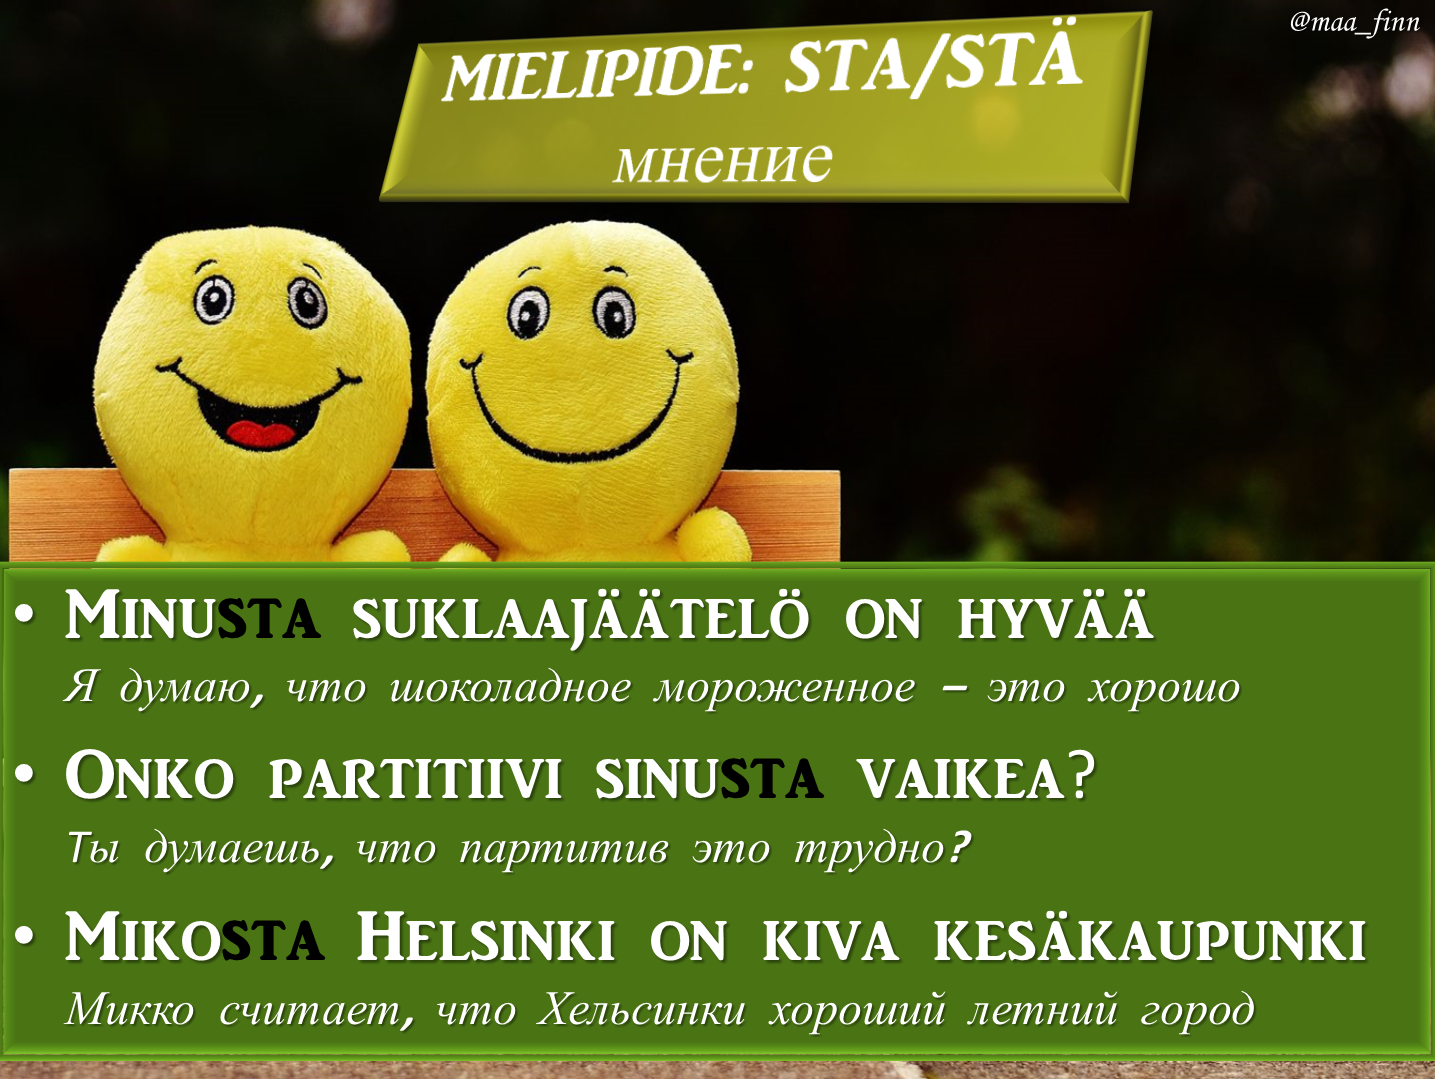 @maa_finn
MIELIPIDE: STA/STÄ
мнение
• MINUSTA SUKLAAJÄÄTELÖ ON HYVÄÄ
Я думаю, что шоколадное мороженное – это хорошо
• ONKO PARTITIIVI SINUSTA VAIKEA?
Ты думаешь, что партитив это трудно?
• MIKOSTA HELSINKI ON KIVA KESÄKAUPUNKI
Микко считает, что Хельсинки хороший летний город